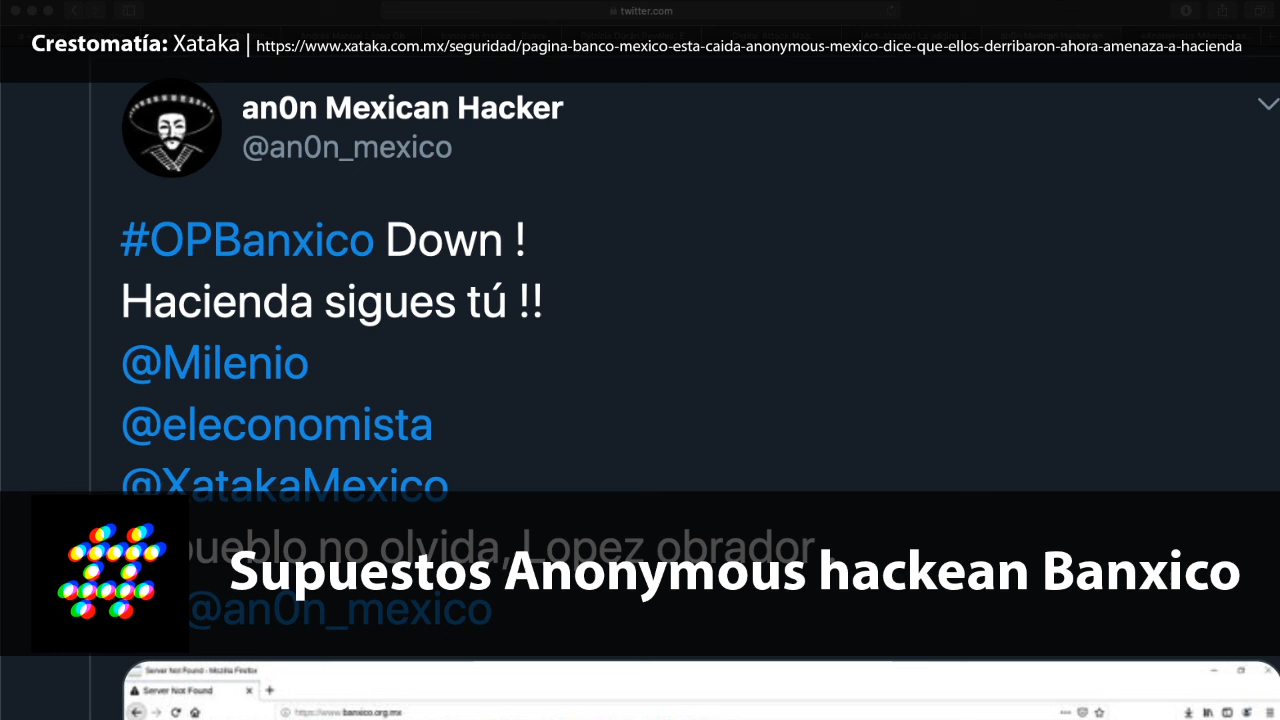 twitter.com
Crestomatía: Xataka | https://www.xataka.com.mx/seguridad/pagina-banco-mexico-esta-caida-anonymous-mexico-dice-que-ellos-derribaron-ahora-amenaza-a-hacienda
an0n Mexican Hacker
@an0n_mexico
#OPBanxico Down !
Hacienda sigues tú !!
@Milenio
@eleconomista
@XatakaMexico
pueblo no olvida, Lopez obrador
Supuestos Anonymous hackean Banxico
@an0n_mexico
Server Not Found - Mozilla Firefox
Server Not Found
https://www.banxico.org.mx